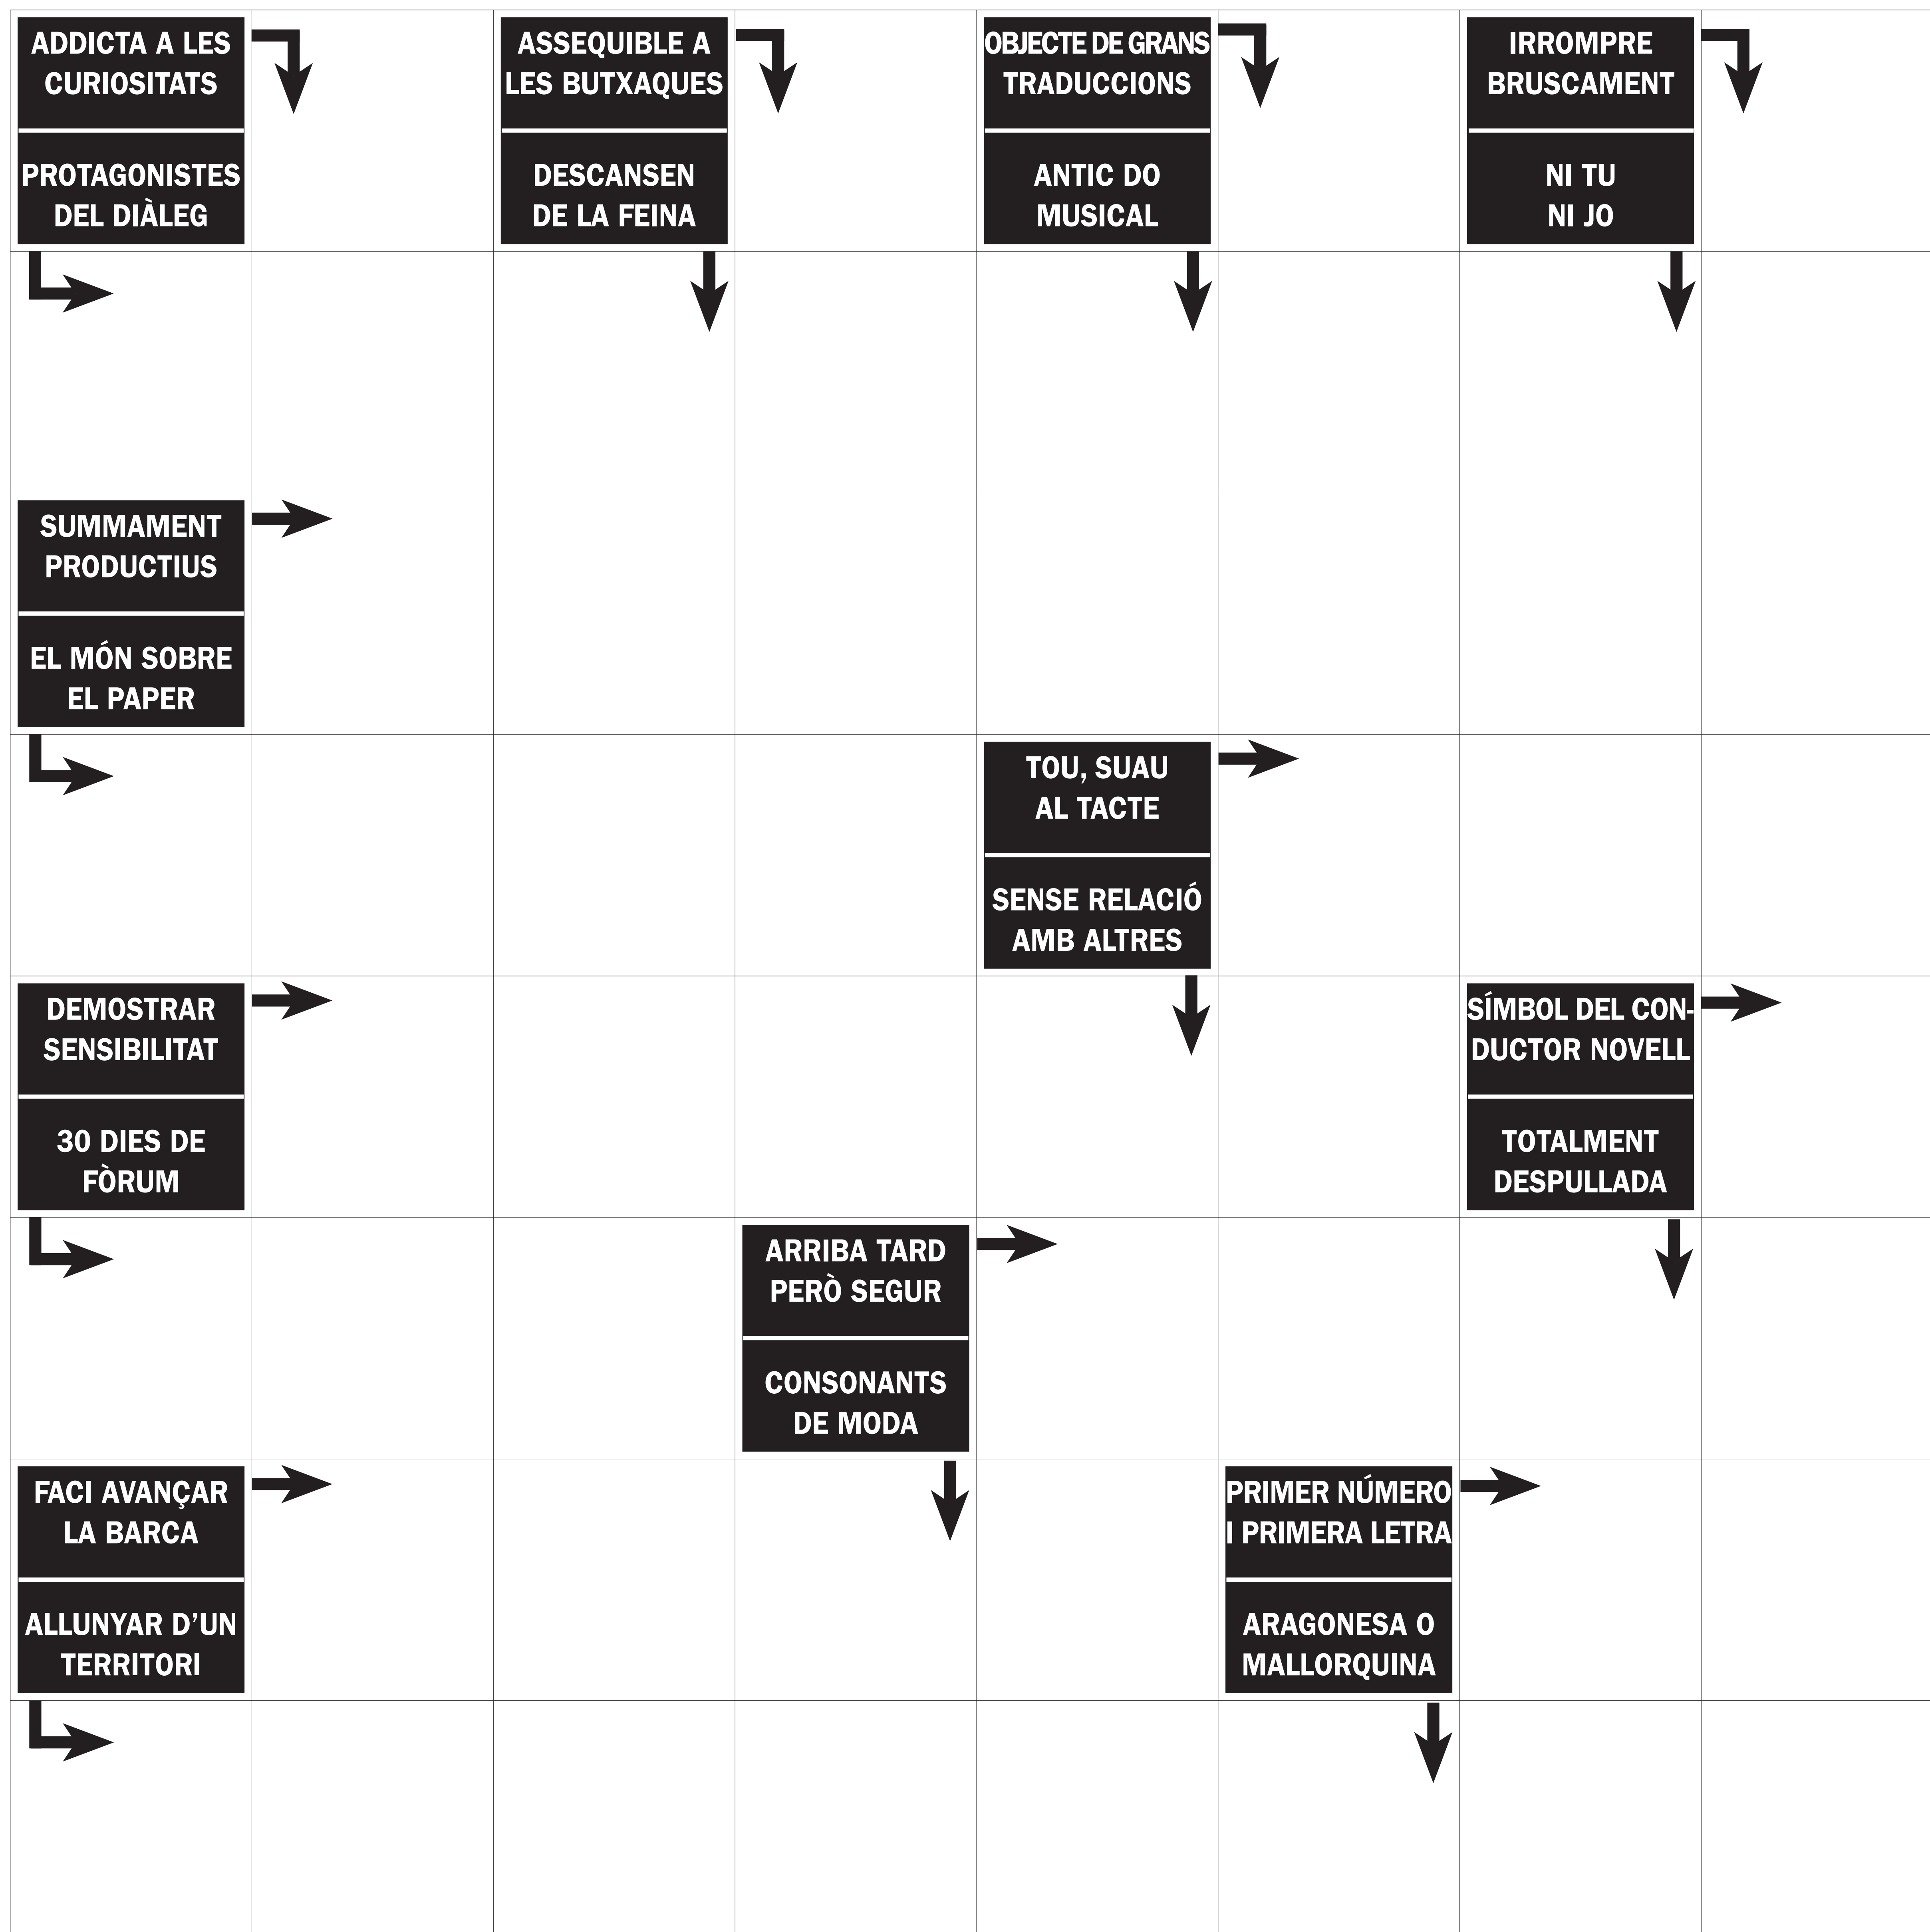 ADDICTA A LES
CURIOSITATS
PROTAGONISTES
DEL DIÀLEG
ASSEQUIBLE A
LES BUTXAQUES
DESCANSEN
DE LA FEINA
OBJECTE DE GRANS
TRADUCCIONS
ANTIC DO
MUSICAL
IRROMPRE
BRUSCAMENT
NI TU
NI JO
SUMMAMENT
PRODUCTIUS
EL MÓN SOBRE
EL PAPER
TOU, SUAU
AL TACTE
SENSE RELACIÓ
AMB ALTRES
DEMOSTRAR
SENSIBILITAT
30 DIES DE
FÒRUM
SÍMBOL DEL CON-
DUCTOR NOVELL
TOTALMENT
DESPULLADA
ARRIBA TARD
PERÒ SEGUR
CONSONANTS
DE MODA
FACI AVANÇAR
LA BARCA
ALLUNYAR D’UN
TERRITORI
PRIMER NÚMERO
I PRIMERA LETRA
ARAGONESA O
MALLORQUINA